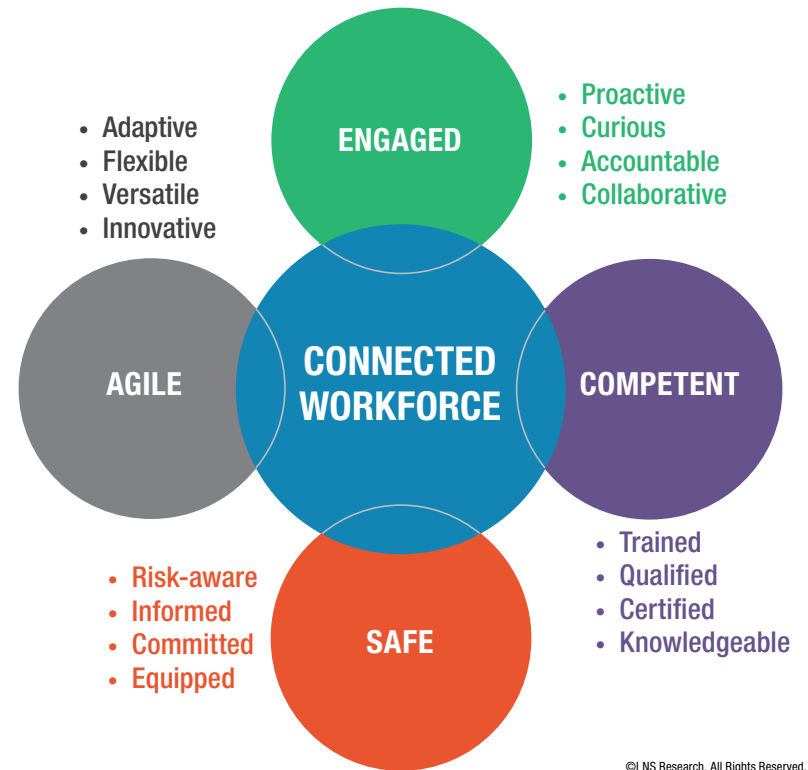 ENGAGED
• Proactive
• Curious
• Accountable
• Collaborative
• Adaptive
• Flexible
• Versatile
• Innovative
AGILE
CONNECTED
WORKFORCE
COMPETENT
• Trained
• Qualified
• Certified
• Knowledgeable
• Risk-aware
• Informed
• Committed
• Equipped
SAFE
©LNS Research. All Rights Reserved.